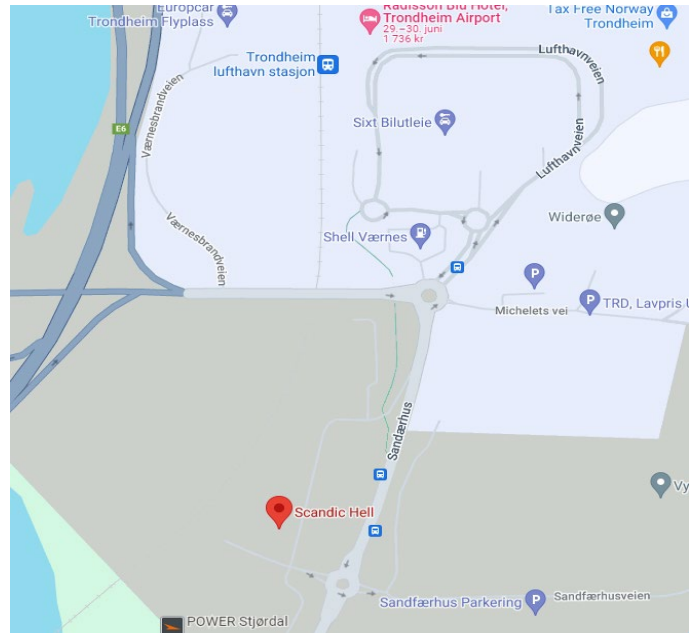 Europcar
Trondheim Flyplass
Radisson Blu Hotel,
Trondheim Airport
29.–30. juni
1 736 kr
Tax Free Norway
Trondheim
Trondheim
lufthavn stasjon
Lufthavnveien
E6
Værnesbrandveien
Sixt Bilutleie
Lufthavnveien
Værnesbrandveien
Widerøe
Shell Værnes
P
P
Michelets vei
TRD, Lavpris
Sandærhus
Vy
Scandic Hell
Sandfærhus Parkering
P
Sandfærhusveien
POWER Stjørdal